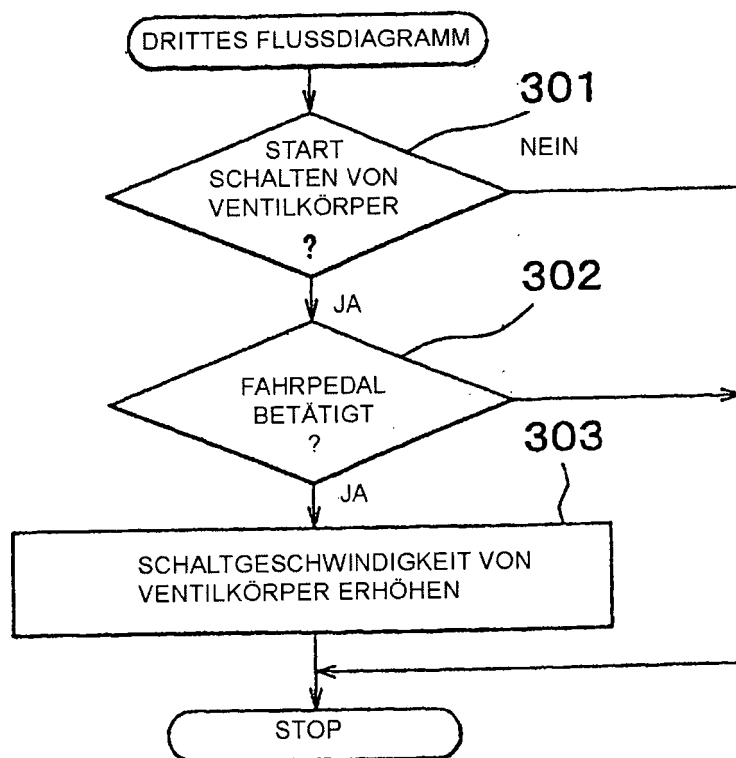 DRITTES FLUSSDIAGRAMM
301
START
SCHALTEN VON
VENTILKÖRPER
?
NEIN
JA
302
FAHRPEDAL
BETÄTIGT
?
JA
303
SCHALTGESCHWINDIGKEIT VON
VENTILKÖRPER ERHÖHEN
STOP